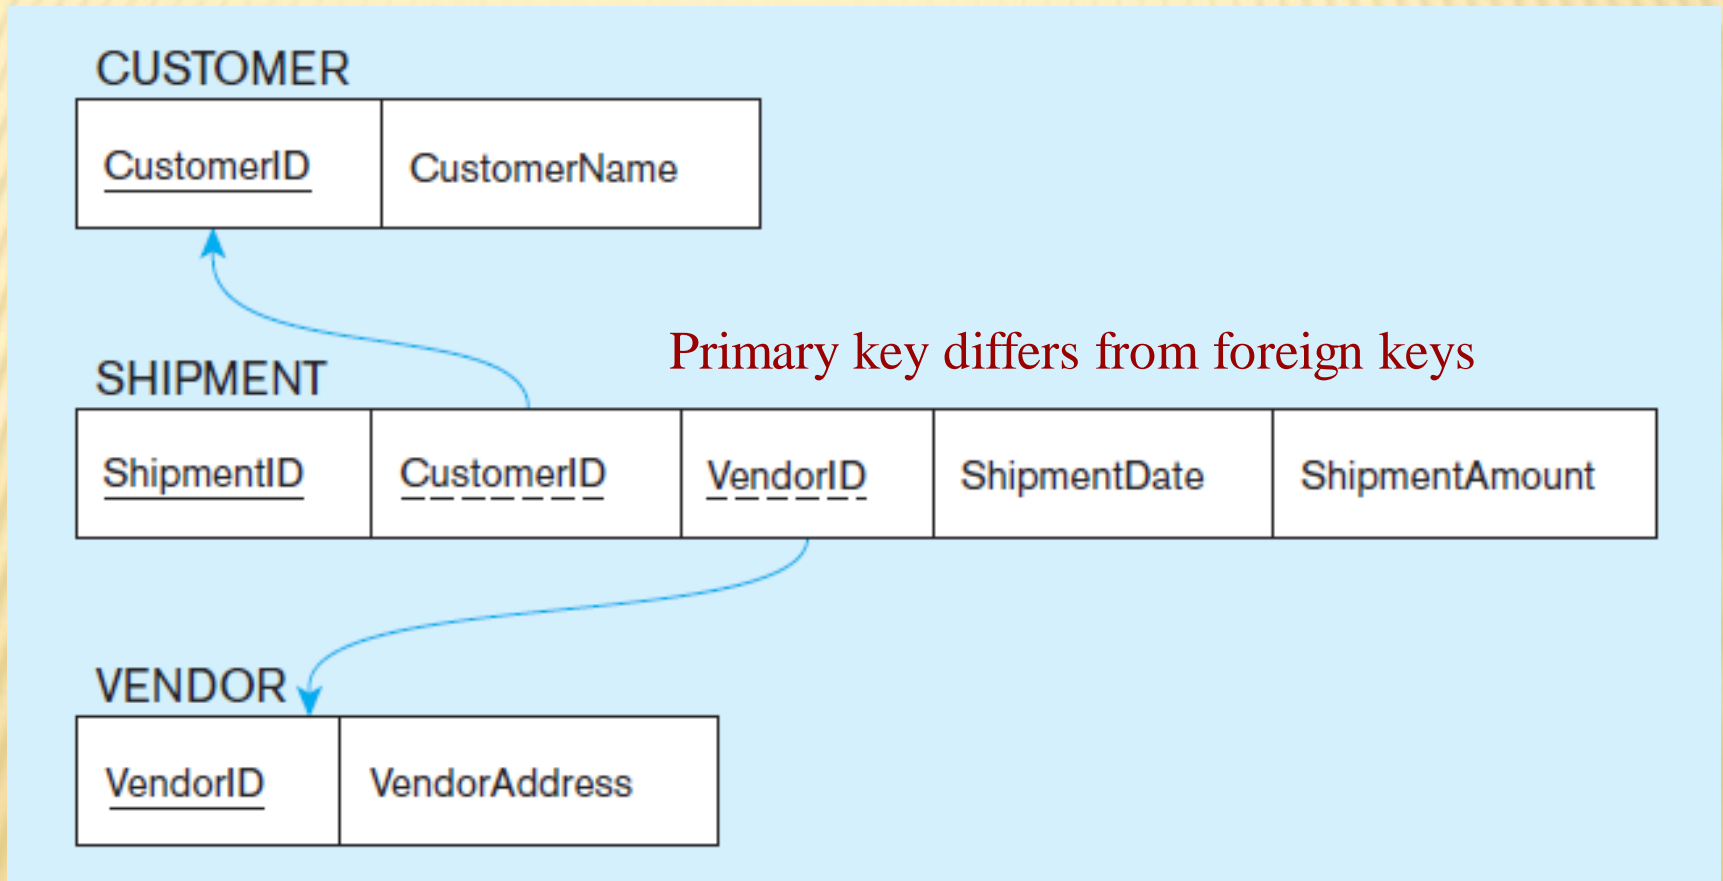 CUSTOMER
CustomerID CustomerName
Primary key differs from foreign keys
SHIPMENT
ShipmentID CustomerID VendorID ShipmentDate ShipmentAmount
VENDOR
VendorID VendorAddress